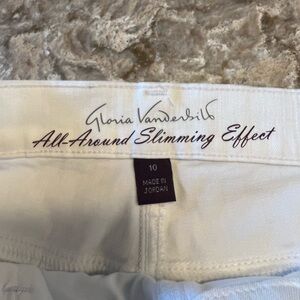 Gloria Vanderbilt
All-Around Slimming Effect
10
MADE IN
JORDAN